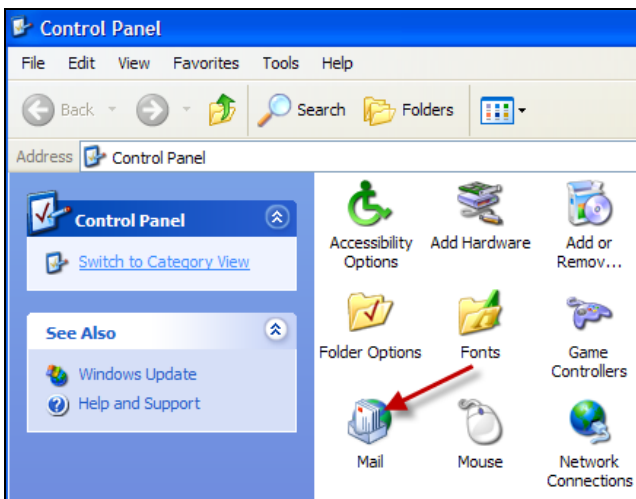 Control Panel
File Edit View Favorites Tools Help
Back Search Folders
Address Control Panel
Control Panel
Switch to Category View
See Also
Windows Update
Help and Support
Accessibility Options
Add Hardware
Add or Remov...
Folder Options
Fonts
Game Controllers
Mail
Mouse
Network Connections